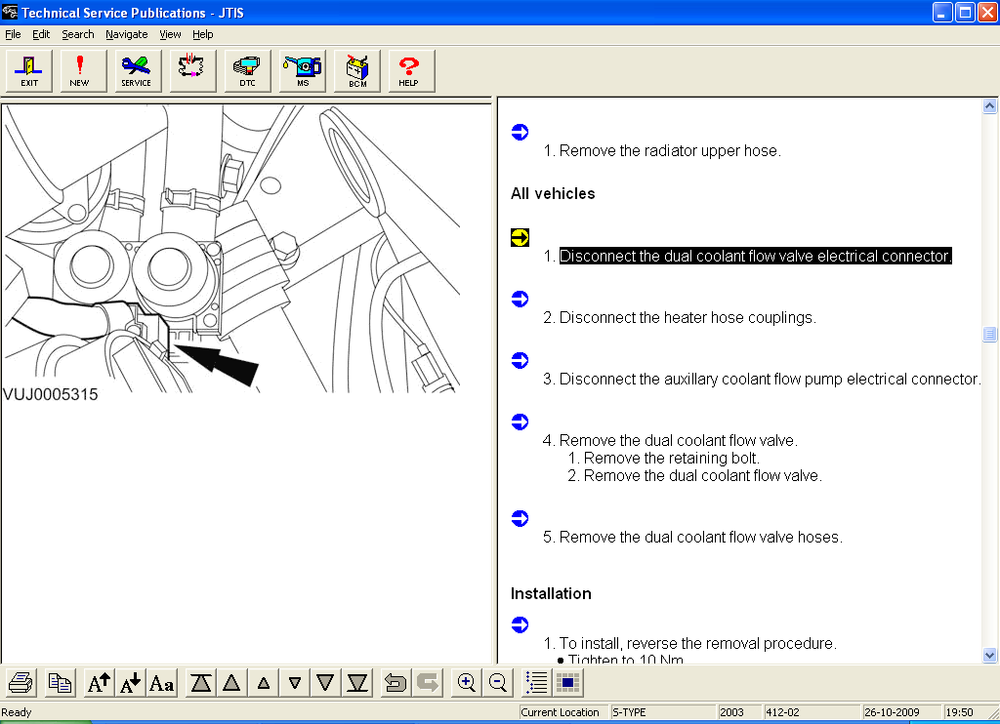 Technical Service Publications - JTIS
File Edit Search Navigate View Help
EXIT NEW SERVICE DTC MS BCM HELP
1. Remove the radiator upper hose.
All vehicles
1. Disconnect the dual coolant flow valve electrical connector.
2. Disconnect the heater hose couplings.
3. Disconnect the auxillary coolant flow pump electrical connector.
4. Remove the dual coolant flow valve.
1. Remove the retaining bolt.
2. Remove the dual coolant flow valve.
5. Remove the dual coolant flow valve hoses.
Installation
1. To install, reverse the removal procedure.
• Tighten to 10 Nm
VUJ0005315
A A Aa
Ready Current Location S-TYPE 2003 412-02 26-10-2009 19:50